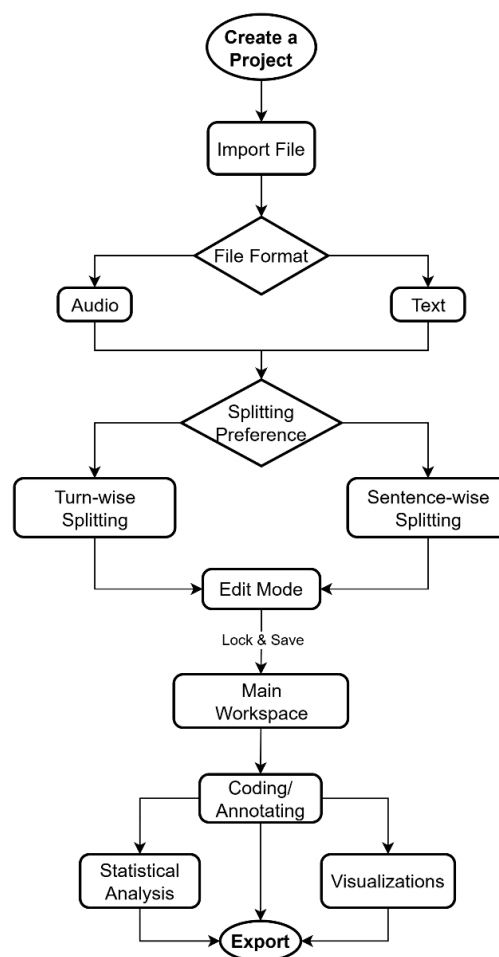 Create a
Project
Import File
File Format
Audio
Text
Splitting
Preference
Turn-wise
Splitting
Sentence-wise
Splitting
Edit Mode
Lock & Save
Main
Workspace
Coding/
Annotating
Statistical
Analysis
Visualizations
Export